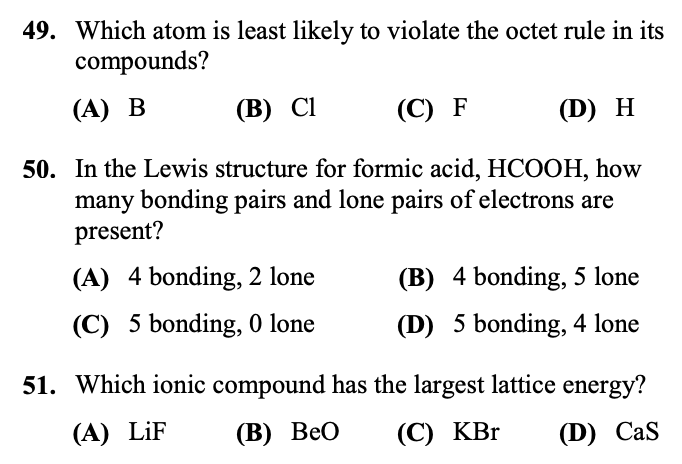 49. Which atom is least likely to violate the octet rule in its
compounds?
(A) B (B) Cl (C) F (D) H
50. In the Lewis structure for formic acid, HCOOH, how
many bonding pairs and lone pairs of electrons are
present?
(A) 4 bonding, 2 lone (B) 4 bonding, 5 lone
(C) 5 bonding, 0 lone (D) 5 bonding, 4 lone
51. Which ionic compound has the largest lattice energy?
(A) LiF (B) BeO (C) KBr (D) CaS